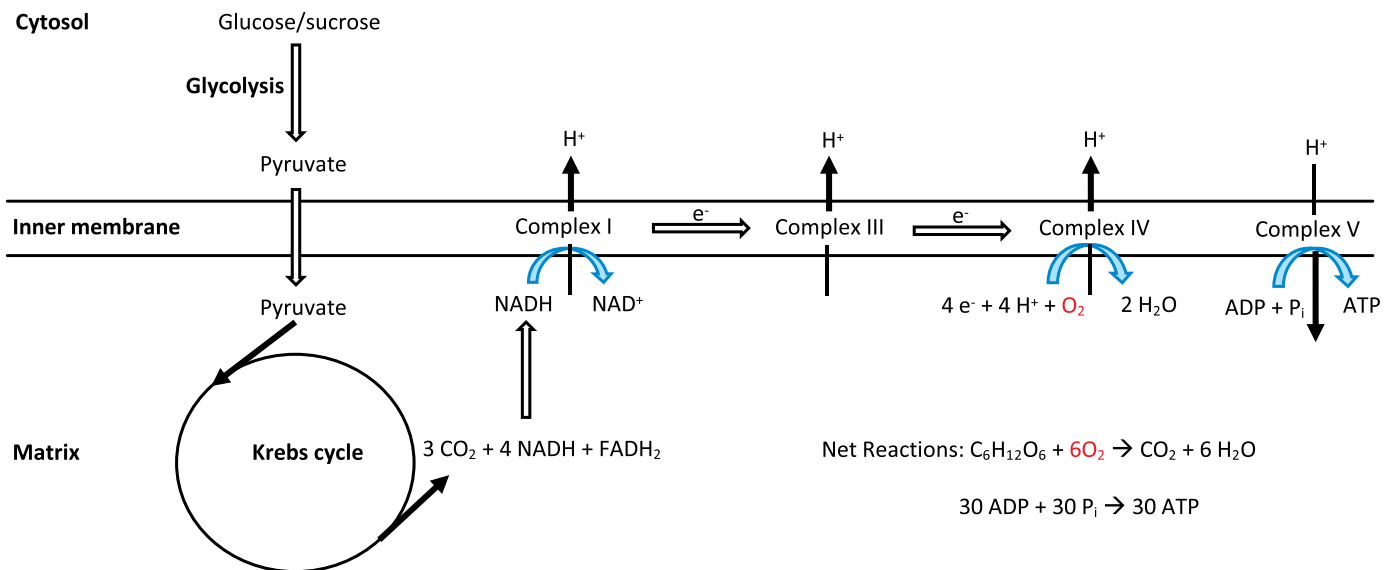 Cytosol
Glucose/sucrose
Glycolysis
Pyruvate
H⁺
H⁺
H⁺
H⁺
Inner membrane
Complex I
e⁻
Complex III
e⁻
Complex IV
Complex V
Pyruvate
NADH
NAD⁺
4 e⁻ + 4 H⁺ + O₂
2 H₂O
ADP + Pᵢ
ATP
Matrix
Krebs cycle
3 CO₂ + 4 NADH + FADH₂
Net Reactions: C₆H₁₂O₆ + 6O₂ → CO₂ + 6 H₂O
30 ADP + 30 Pᵢ → 30 ATP